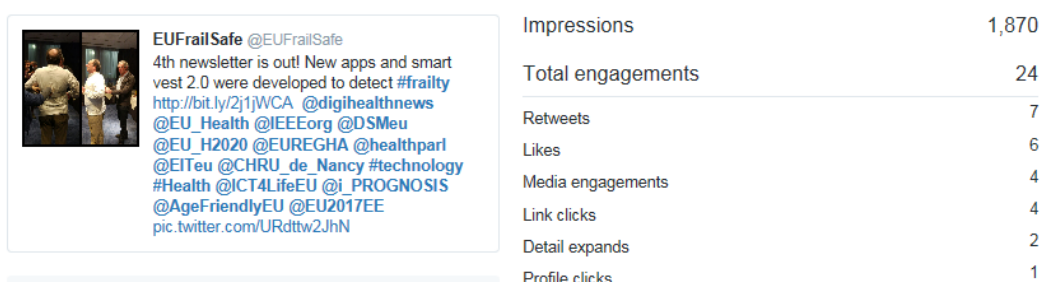 EUFrailSafe @EUFrailSafe
4th newsletter is out! New apps and smart
vest 2.0 were developed to detect #frailty
http://bit.ly/2j1jWCA @digihealthnews
@EU_Health @IEEEorg @DSMeu
@EU_H2020 @EUREGHA @healthparl
@EITeu @CHRU_de_Nancy #technology
#Health @ICT4LifeEU @i_PROGNOSIS
@AgeFriendlyEU @EU2017EE
pic.twitter.com/URdttw2JhN
Impressions 1,870
Total engagements 24
Retweets 7
Likes 6
Media engagements 4
Link clicks 4
Detail expands 2
Profile clicks 1